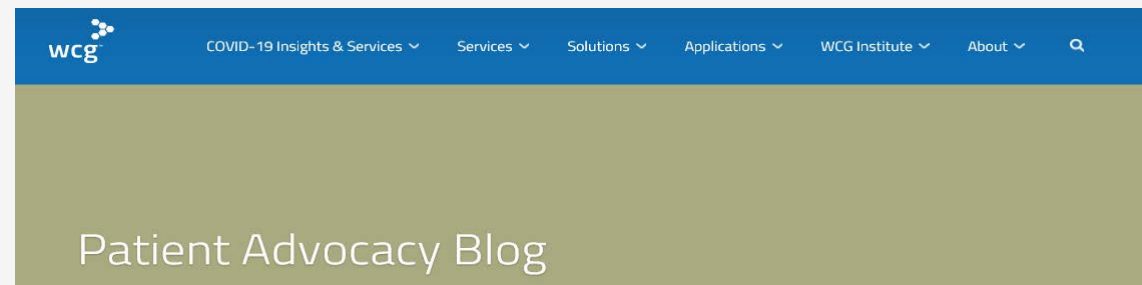 wcg
COVID-19 Insights & Services Services Solutions Applications WCG Institute About
Patient Advocacy Blog